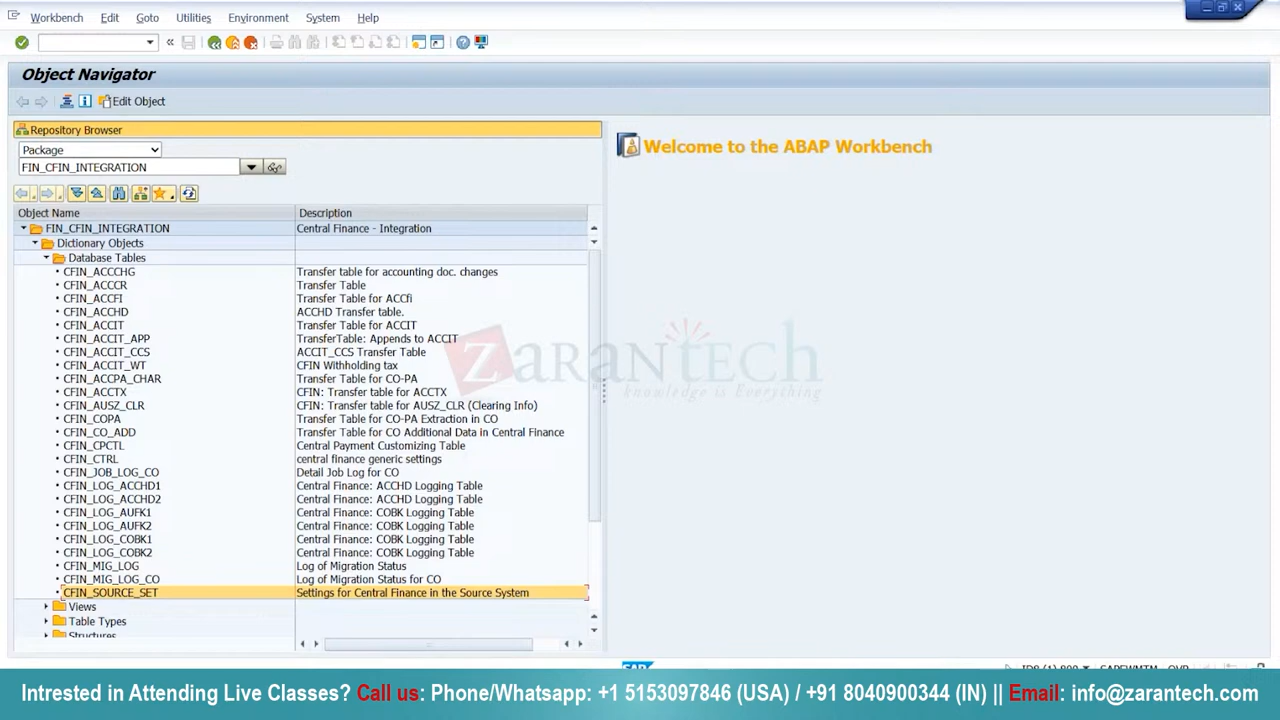 Workbench Edit Goto Utilities Environment System Help
Object Navigator
Edit Object
Repository Browser
Package
FIN_CFIN_INTEGRATION
Welcome to the ABAP Workbench
Object Name Description
FIN_CFIN_INTEGRATION Central Finance - Integration
Dictionary Objects
Database Tables
CFIN_ACCCHG Transfer table for accounting doc. changes
CFIN_ACCCR Transfer Table
CFIN_ACCFI Transfer Table for ACCfi
CFIN_ACCHD ACCHD Transfer table.
CFIN_ACCIT Transfer Table for ACCIT
CFIN_ACCIT_APP TransferTable: Appends to ACCIT
CFIN_ACCIT_CCS ACCIT_CCS Transfer Table
CFIN_ACCIT_WT CFIN Withholding tax
CFIN_ACCPA_CHAR Transfer Table for CO-PA
CFIN_ACCTX CFIN: Transfer table for ACCTX
CFIN_AUSZ_CLR CFIN: Transfer table for AUSZ_CLR (Clearing Info)
CFIN_COPA Transfer Table for CO-PA Extraction in CO
CFIN_CO_ADD Transfer Table for CO Additional Data in Central Finance
CFIN_CPCTL Central Payment Customizing Table
CFIN_CTRL central finance generic settings
CFIN_JOB_LOG_CO Detail Job Log for CO
CFIN_LOG_ACCHD1 Central Finance: ACCHD Logging Table
CFIN_LOG_ACCHD2 Central Finance: ACCHD Logging Table
CFIN_LOG_AUFK1 Central Finance: COBK Logging Table
CFIN_LOG_AUFK2 Central Finance: COBK Logging Table
CFIN_LOG_COBK1 Central Finance: COBK Logging Table
CFIN_LOG_COBK2 Central Finance: COBK Logging Table
CFIN_MIG_LOG Log of Migration Status
CFIN_MIG_LOG_CO Log of Migration Status for CO
CFIN_SOURCE_SET Settings for Central Finance in the Source System
Views
Table Types
Structures
ZARANTECH
knowledge is Everything
SAP
Intrested in Attending Live Classes? Call us: Phone/Whatsapp: +1 5153097846 (USA) / +91 8040900344 (IN) || Email: info@zarantech.com